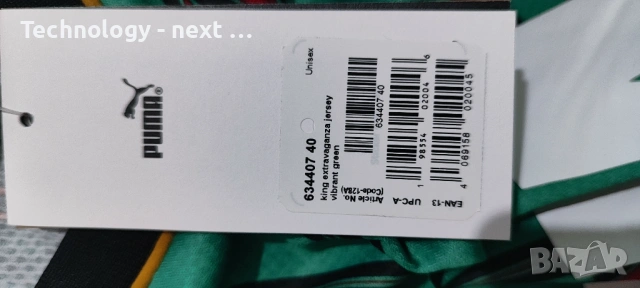 Technology - next ... ...
PUMA®
Unisex
634407 40
king extravaganza jersey
vibrant green
Article No.
(Code-128A)
634407 40
UPC-A
1 98554 02004 6
EAN-13
4 069158 020045
BAZAR